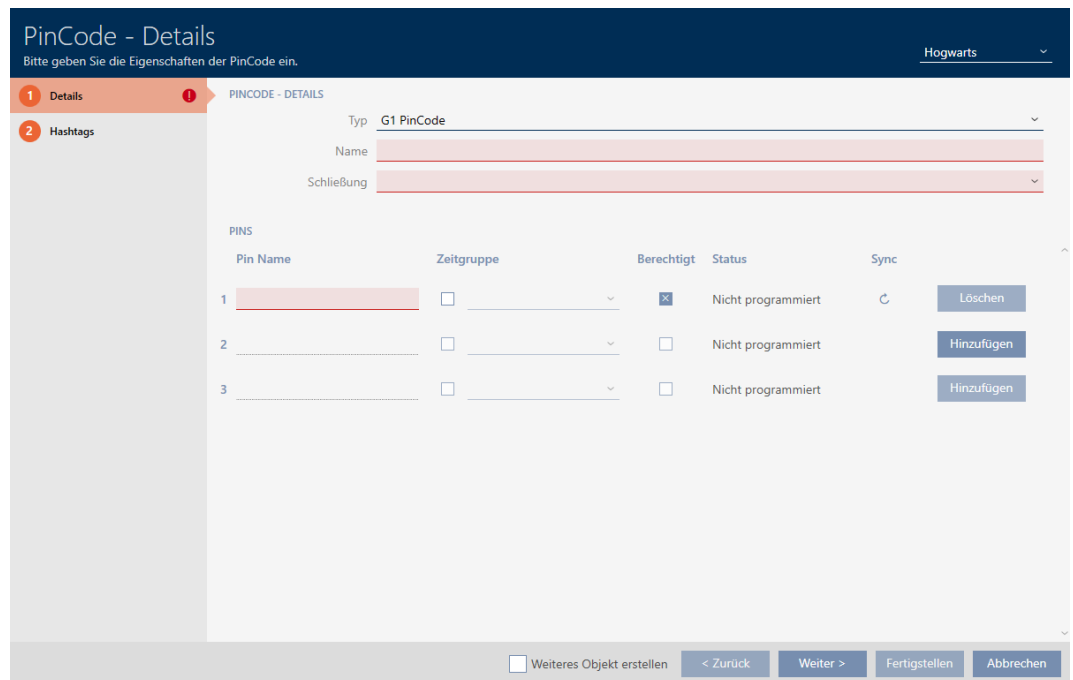 PinCode - Details
Bitte geben Sie die Eigenschaften der PinCode ein.
Hogwarts
1 Details
2 Hashtags
PINCODE - DETAILS
Typ G1 PinCode
Name
Schließung
PINS
Pin Name Zeitgruppe Berechtigt Status Sync
1 Nicht programmiert Löschen
2 Nicht programmiert Hinzufügen
3 Nicht programmiert Hinzufügen
Weiteres Objekt erstellen < Zurück Weiter > Fertigstellen Abbrechen